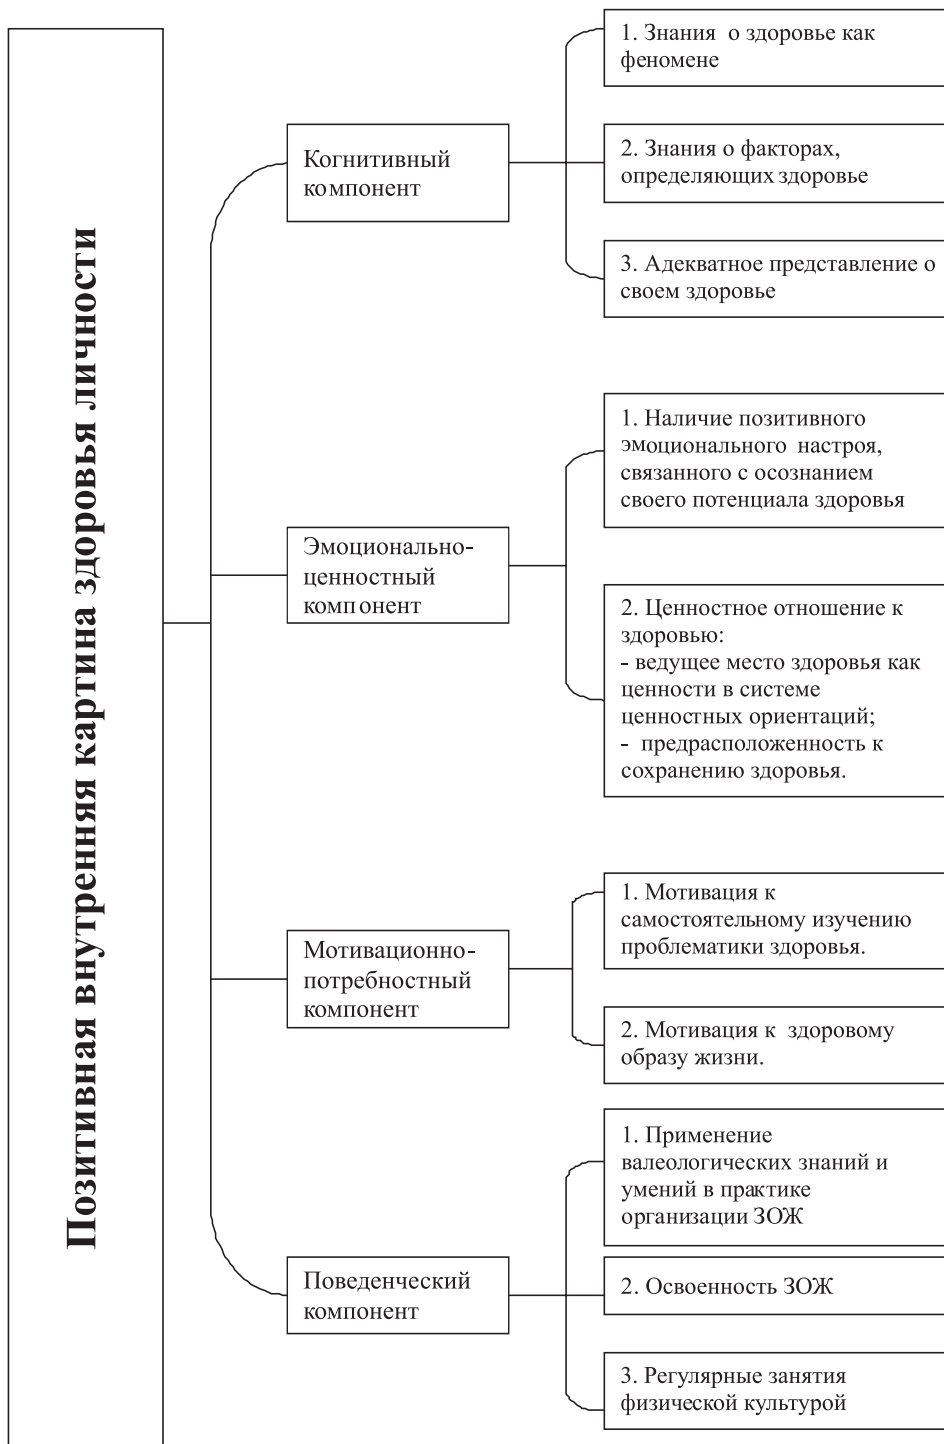 Позитивная внутренняя картина здоровья личности
Когнитивный
компонент
1. Знания о здоровье как
феномене
2. Знания о факторах,
определяющих здоровье
3. Адекватное представление о
своем здоровье
Эмоционально-
ценностный
компонент
1. Наличие позитивного
эмоционального настроя,
связанного с осознанием
своего потенциала здоровья
2. Ценностное отношение к
здоровью:
- ведущее место здоровья как
ценности в системе
ценностных ориентаций;
- предрасположенность к
сохранению здоровья.
Мотивационно-
потребностный
компонент
1. Мотивация к
самостоятельному изучению
проблематики здоровья.
2. Мотивация к здоровому
образу жизни.
Поведенческий
компонент
1. Применение
валеологических знаний и
умений в практике
организации ЗОЖ
2. Освоенность ЗОЖ
3. Регулярные занятия
физической культурой